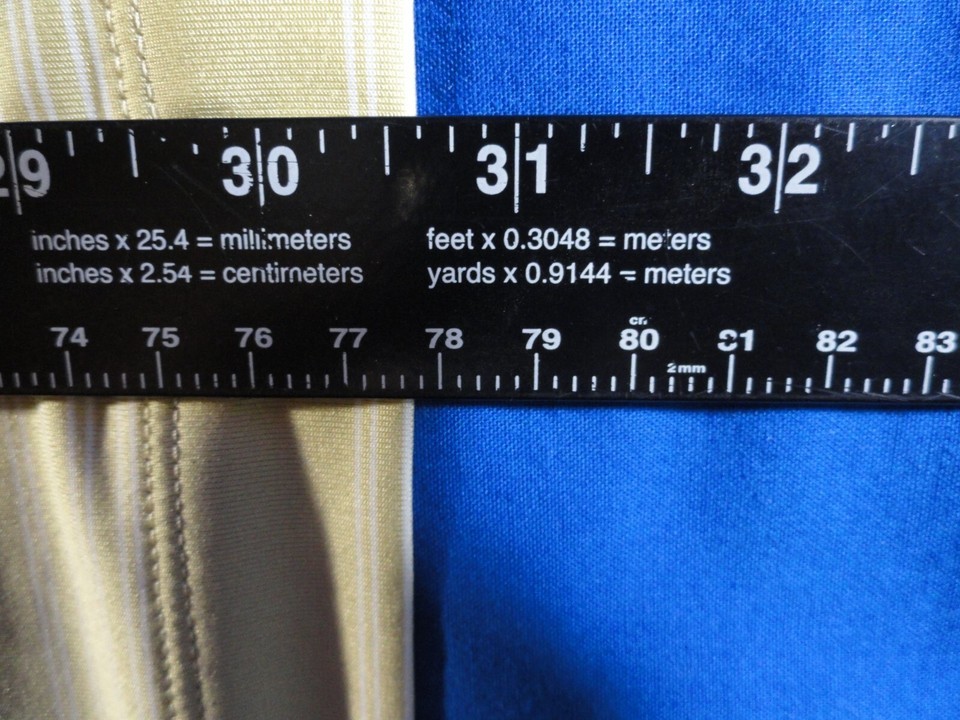 29 30 31 32
inches x 25.4 = millimeters feet x 0.3048 = meters
inches x 2.54 = centimeters yards x 0.9144 = meters
cm
74 75 76 77 78 79 80 81 82 83
2mm